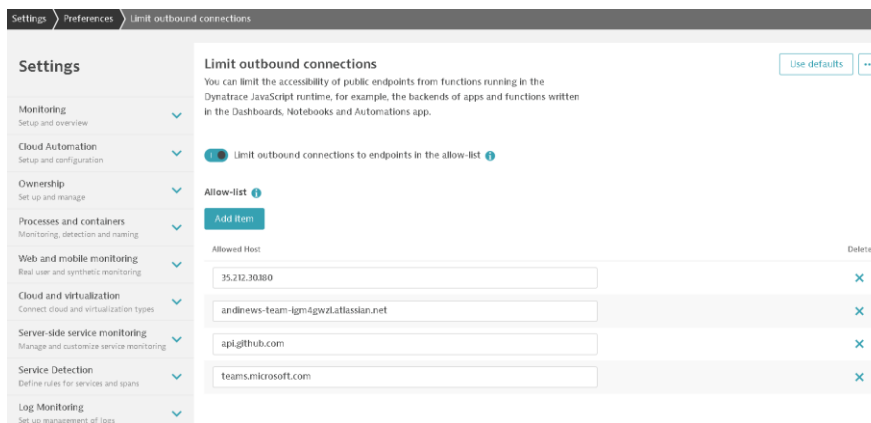 Settings Preferences Limit outbound connections
Settings
Monitoring
Setup and overview
Cloud Automation
Setup and configuration
Ownership
Set up and manage
Processes and containers
Monitoring, detection and naming
Web and mobile monitoring
Real user and synthetic monitoring
Cloud and virtualization
Connect cloud and virtualization types
Server-side service monitoring
Manage and customize service monitoring
Service Detection
Define rules for services and spans
Log Monitoring
Set up management of logs
Limit outbound connections
Use defaults ...
You can limit the accessibility of public endpoints from functions running in the
Dynatrace JavaScript runtime, for example, the backends of apps and functions written
in the Dashboards, Notebooks and Automations app.
Limit outbound connections to endpoints in the allow-list
Allow-list
Add item
Allowed Host Delete
35.212.30.180
andinews-team-igm4gwzl.atlassian.net
api.github.com
teams.microsoft.com